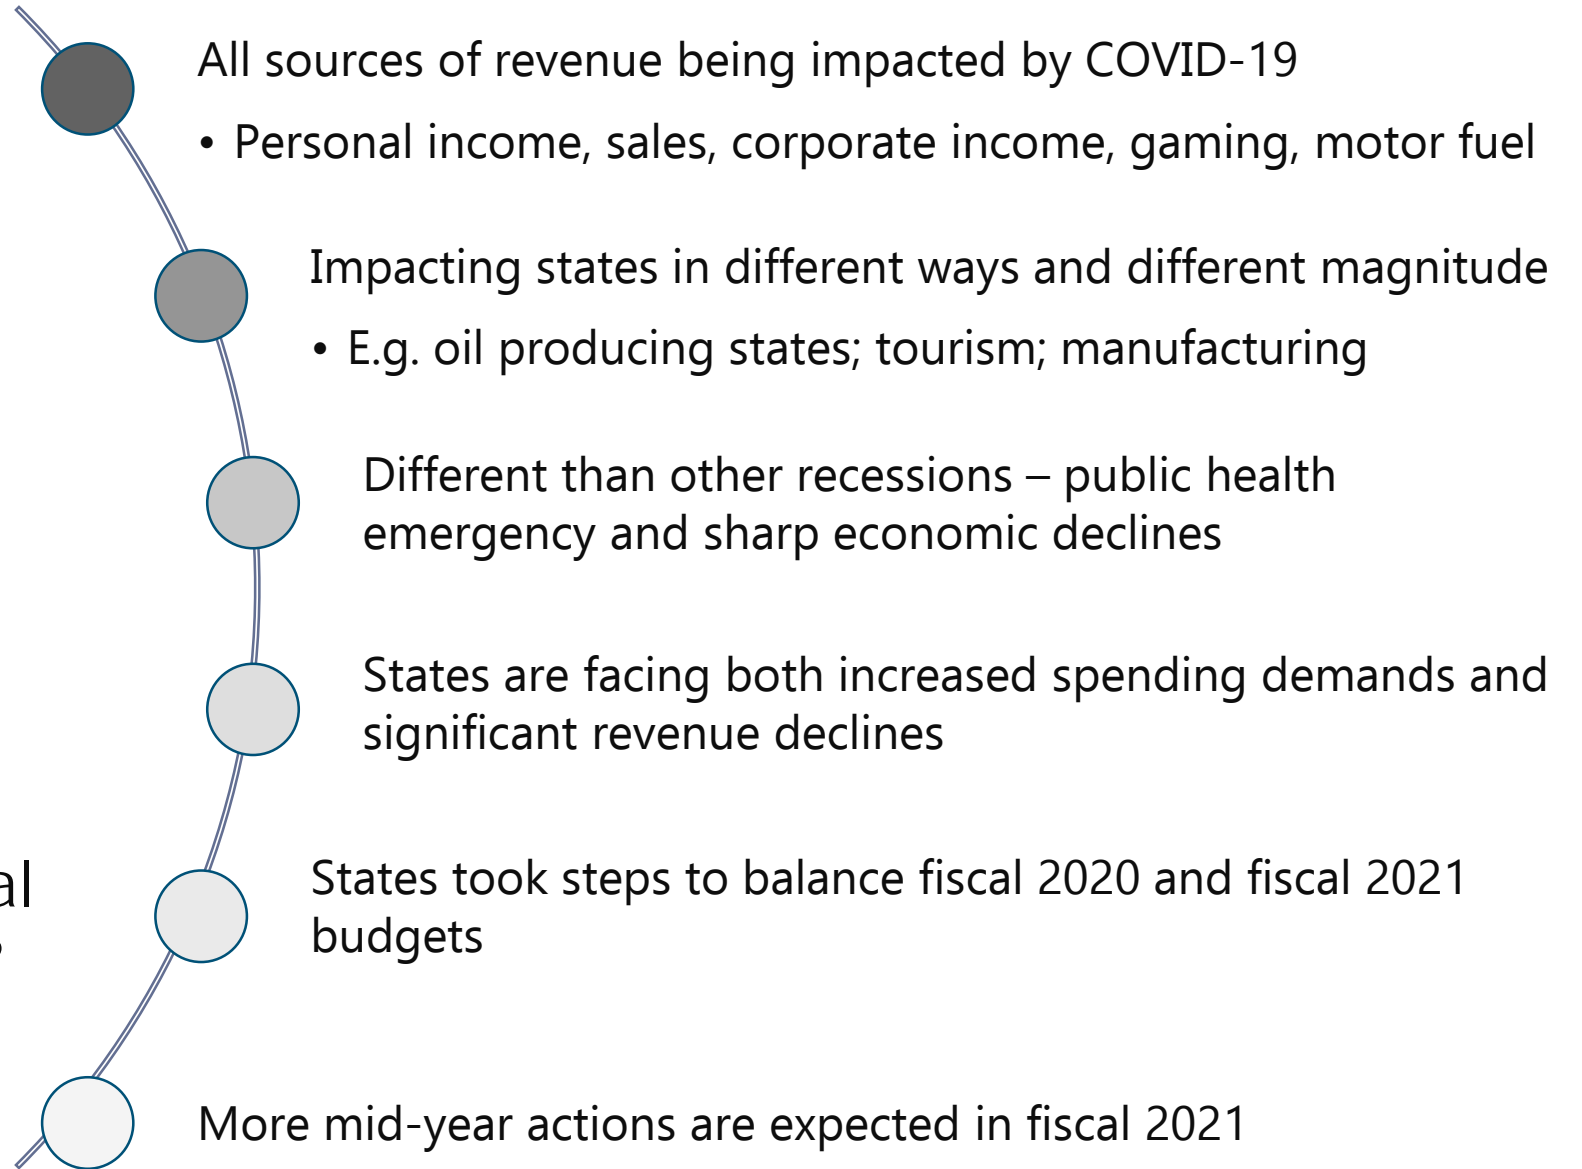 All sources of revenue being impacted by COVID-19
• Personal income, sales, corporate income, gaming, motor fuel
Impacting states in different ways and different magnitude
• E.g. oil producing states; tourism; manufacturing
Different than other recessions – public health
emergency and sharp economic declines
States are facing both increased spending demands and
significant revenue declines
States took steps to balance fiscal 2020 and fiscal 2021
budgets
More mid-year actions are expected in fiscal 2021